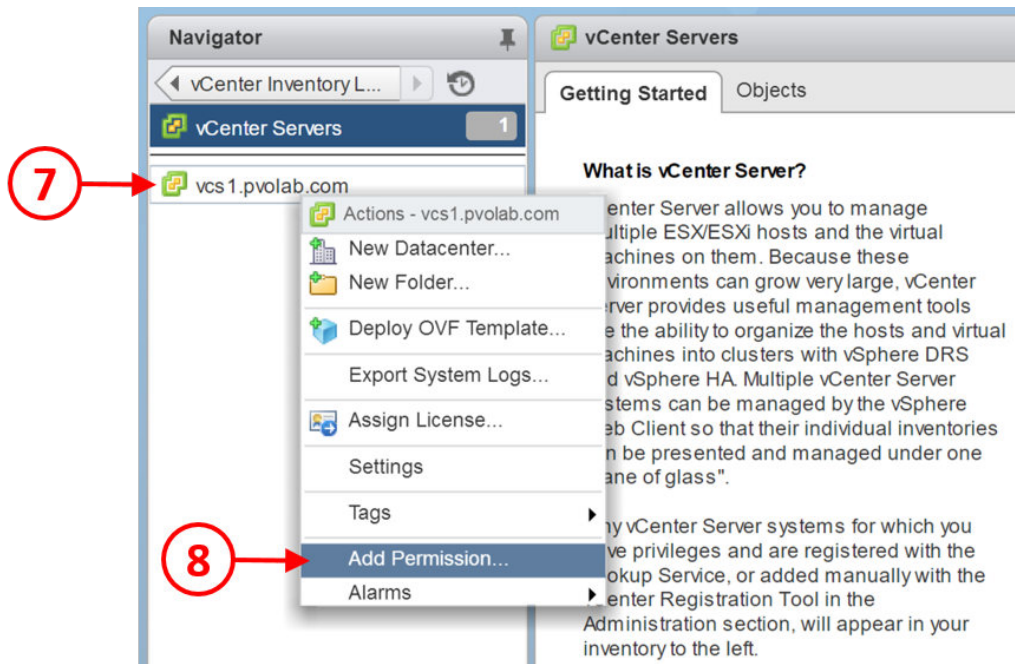 Navigator
vCenter Inventory L...
vCenter Servers 1
7
vcs1.pvolab.com
Actions - vcs1.pvolab.com
New Datacenter...
New Folder...
Deploy OVF Template...
Export System Logs...
Assign License...
Settings
Tags
8
Add Permission...
Alarms
vCenter Servers
Getting Started Objects
What is vCenter Server?
enter Server allows you to manage
ultiple ESX/ESXi hosts and the virtual
achines on them. Because these
vironments can grow very large, vCenter
erver provides useful management tools
e the ability to organize the hosts and virtual
achines into clusters with vSphere DRS
d vSphere HA. Multiple vCenter Server
stems can be managed by the vSphere
eb Client so that their individual inventories
n be presented and managed under one
ane of glass".
ny vCenter Server systems for which you
ve privileges and are registered with the
okup Service, or added manually with the
enter Registration Tool in the
Administration section, will appear in your
inventory to the left.